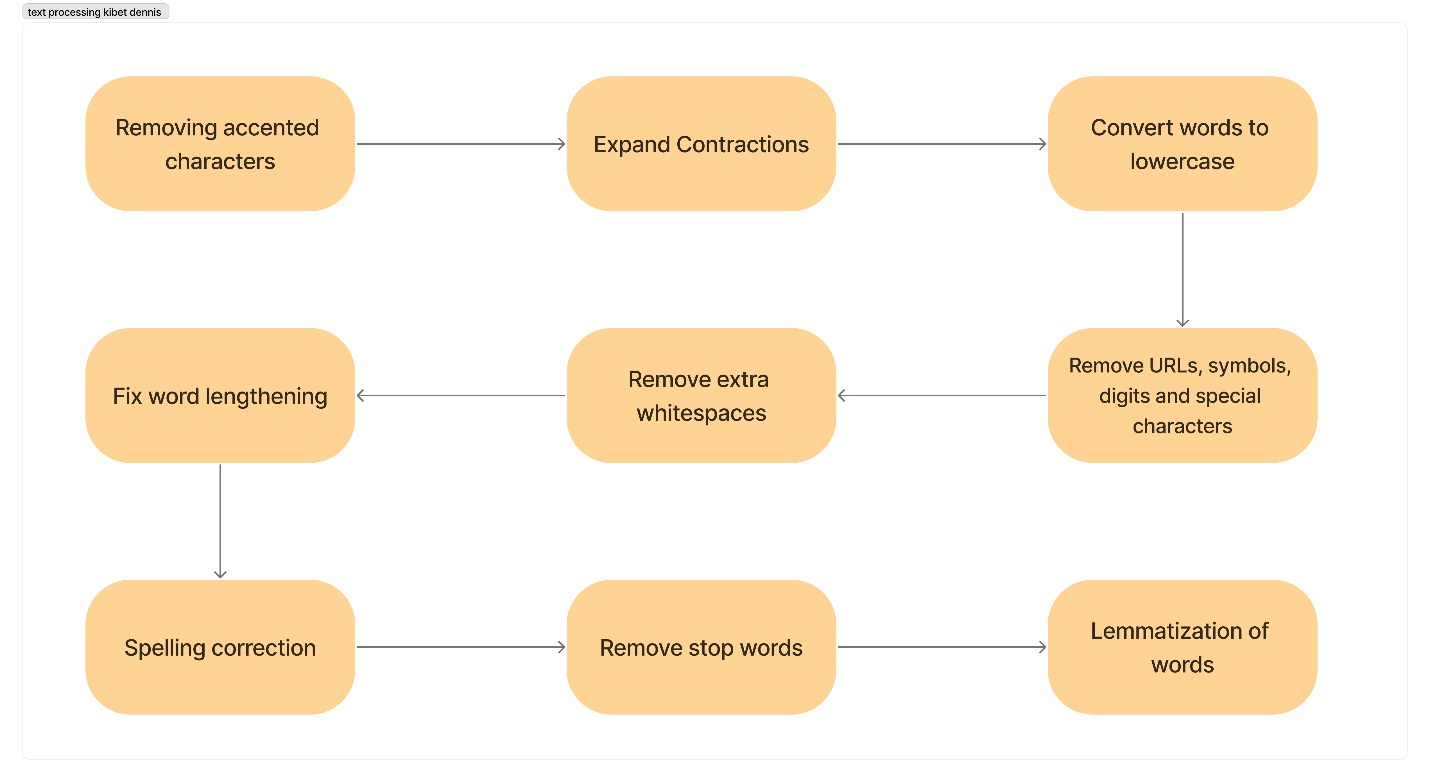 text processing kibet dennis
Removing accented
characters
Expand Contractions
Convert words to
lowercase
Remove URLs, symbols,
digits and special
characters
Remove extra
whitespaces
Fix word lengthening
Spelling correction
Remove stop words
Lemmatization of
words